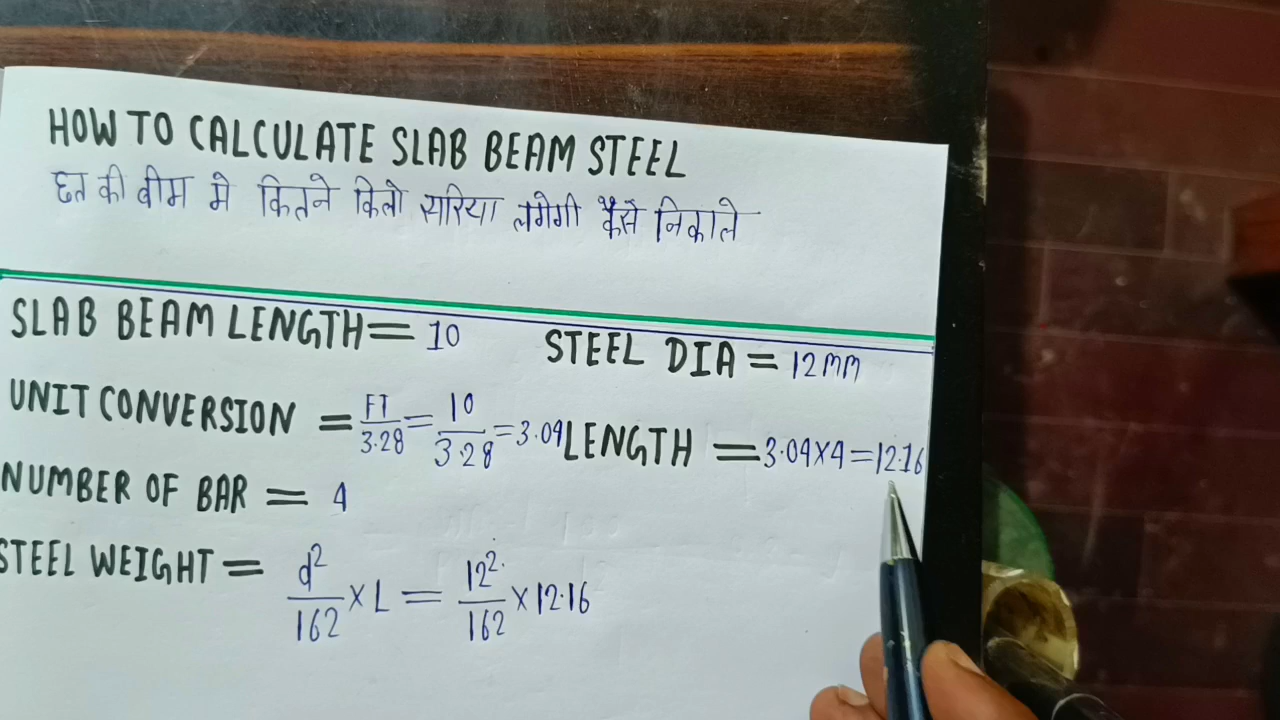 HOW TO CALCULATE SLAB BEAM STEEL
छत की बीम मे कितने किलो सरिया लगेगी कैसे निकाले
SLAB BEAM LENGTH = 10
STEEL DIA = 12MM
UNIT CONVERSION = FT/3.28 = 10/3.28 = 3.04
LENGTH = 3.04×4 = 12.16
NUMBER OF BAR = 4
STEEL WEIGHT = d²/162 × L = 12²/162 × 12.16